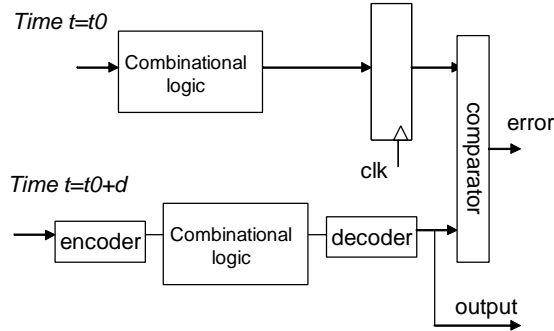 Time t=t0
Combinational
logic
clk
comparator
error
Time t=t0+d
encoder
Combinational
logic
decoder
output